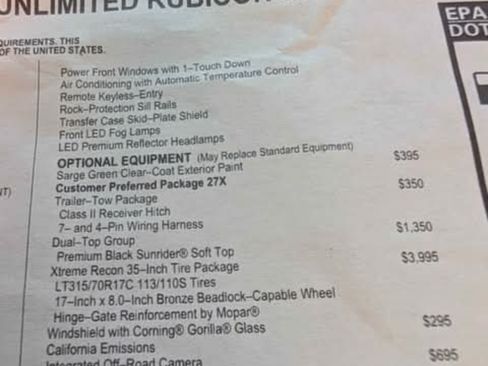 UNLIMITED RUBICON
EPA
DOT
QUIREMENTS. THIS
OF THE UNITED STATES.
Power Front Windows with 1–Touch Down
Air Conditioning with Automatic Temperature Control
Remote Keyless–Entry
Rock–Protection Sill Rails
Transfer Case Skid–Plate Shield
Front LED Fog Lamps
LED Premium Reflector Headlamps
OPTIONAL EQUIPMENT (May Replace Standard Equipment)
Sarge Green Clear–Coat Exterior Paint $395
Customer Preferred Package 27X
NT) Trailer–Tow Package $350
Class II Receiver Hitch
7– and 4–Pin Wiring Harness
Dual–Top Group $1,350
Premium Black Sunrider® Soft Top
Xtreme Recon 35–Inch Tire Package $3,995
LT315/70R17C 113/110S Tires
17–Inch x 8.0–Inch Bronze Beadlock–Capable Wheel
Hinge–Gate Reinforcement by Mopar®
Windshield with Corning® Gorilla® Glass $295
California Emissions
Integrated Off–Road Camera $695